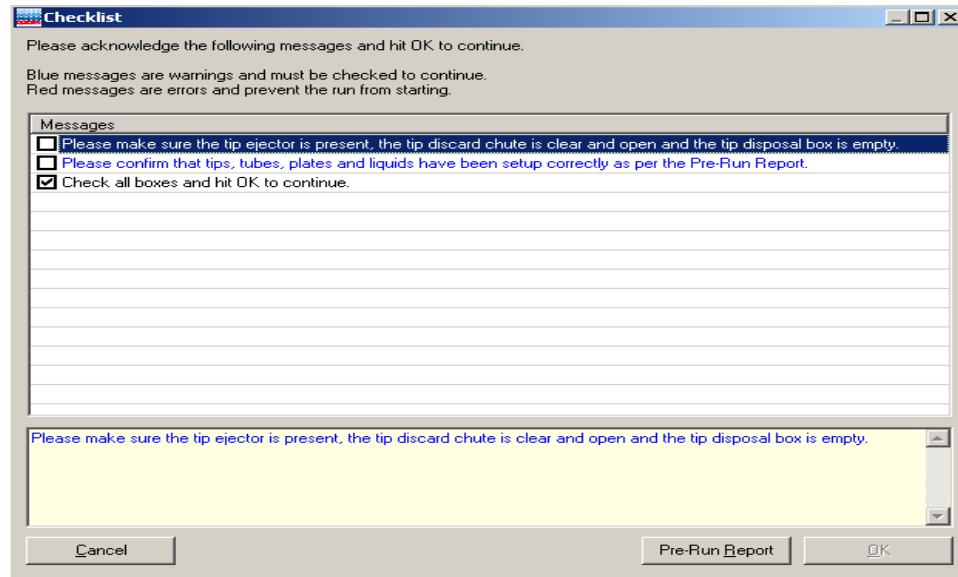 Checklist
Please acknowledge the following messages and hit OK to continue.
Blue messages are warnings and must be checked to continue.
Red messages are errors and prevent the run from starting.
Messages
Please make sure the tip ejector is present, the tip discard chute is clear and open and the tip disposal box is empty.
Please confirm that tips, tubes, plates and liquids have been setup correctly as per the Pre-Run Report.
Check all boxes and hit OK to continue.
Please make sure the tip ejector is present, the tip discard chute is clear and open and the tip disposal box is empty.
Cancel Pre-Run Report OK